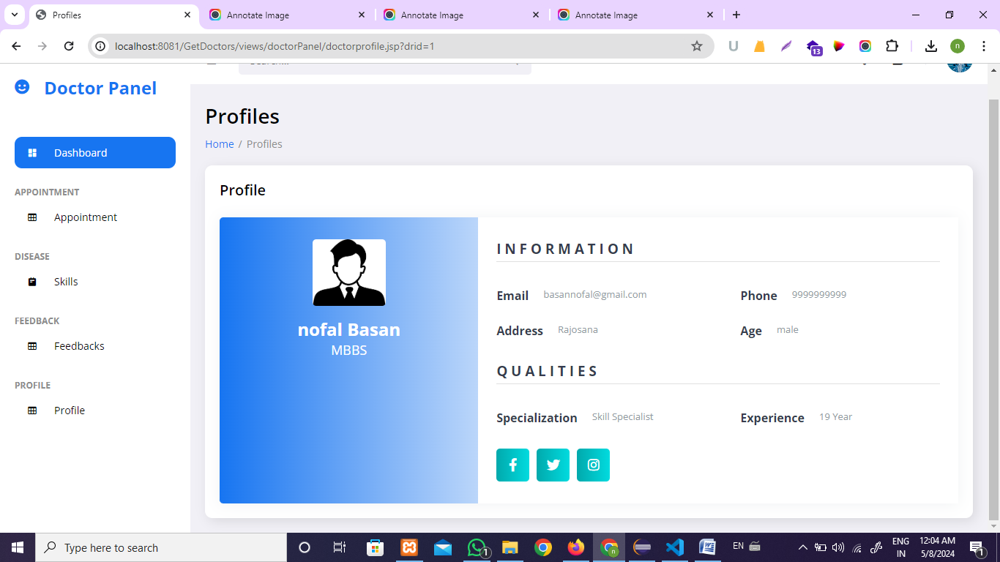 Profiles
Annotate Image
Annotate Image
Annotate Image
localhost:8081/GetDoctors/views/doctorPanel/doctorprofile.jsp?drid=1
U
13
n
Doctor Panel
Profiles
Home / Profiles
Dashboard
APPOINTMENT
Appointment
DISEASE
Skills
FEEDBACK
Feedbacks
PROFILE
Profile
Profile
nofal Basan
MBBS
INFORMATION
Email basannofal@gmail.com Phone 9999999999
Address Rajosana Age male
QUALITIES
Specialization Skill Specialist Experience 19 Year
Type here to search
1
n
EN
ENG
IN
12:04 AM
5/8/2024
1